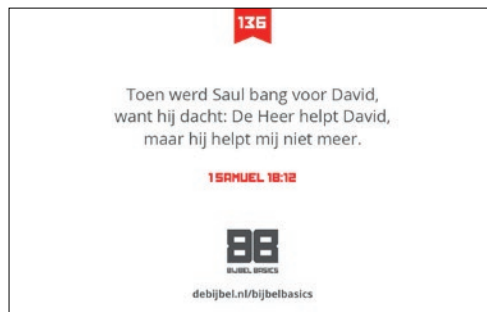 136
Toen werd Saul bang voor David,
want hij dacht: De Heer helpt David,
maar hij helpt mij niet meer.
1 SAMUEL 18:12
BB
BIJBEL BASICS
debijbel.nl/bijbelbasics